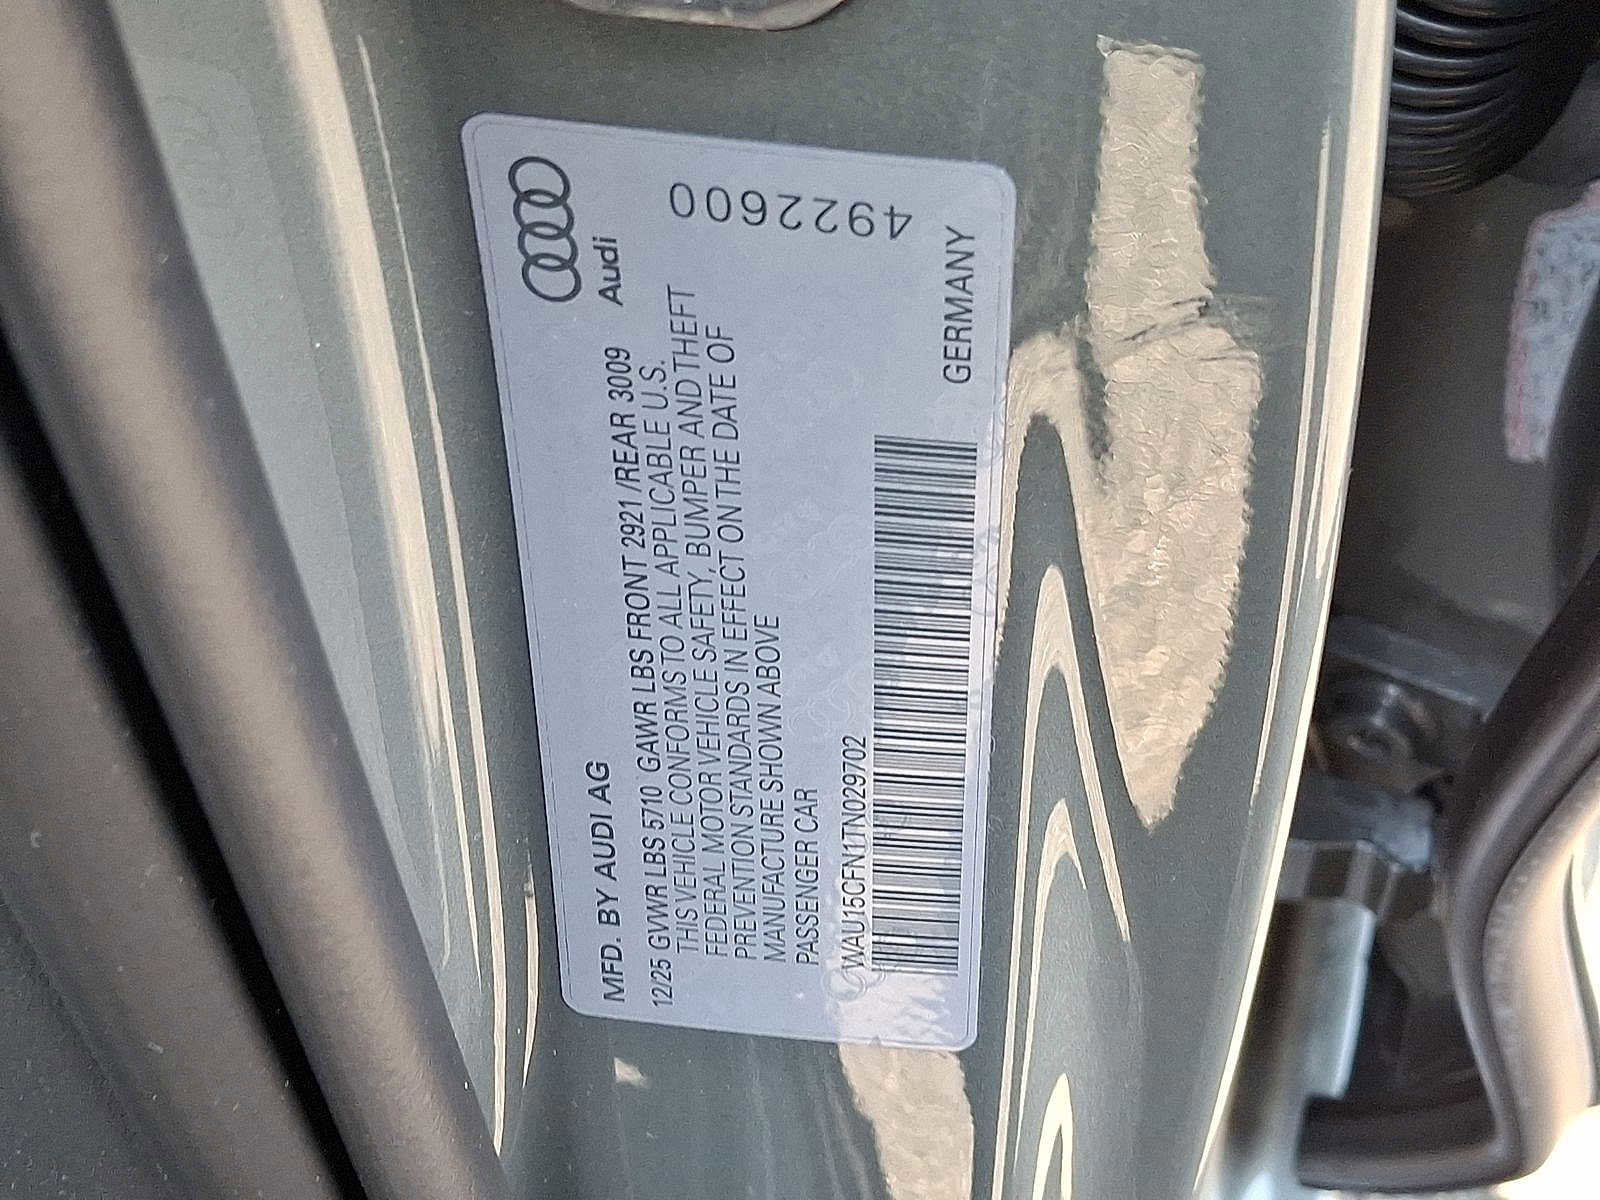 Audi
4922600
MFD. BY AUDI AG
12/25 GVWR LBS 5710 GAWR LBS FRONT 2921 /REAR 3009
THIS VEHICLE CONFORMS TO ALL APPLICABLE U.S.
FEDERAL MOTOR VEHICLE SAFETY, BUMPER AND THEFT
PREVENTION STANDARDS IN EFFECT ON THE DATE OF
MANUFACTURE SHOWN ABOVE
PASSENGER CAR
WAU15CFN1TN029702
GERMANY